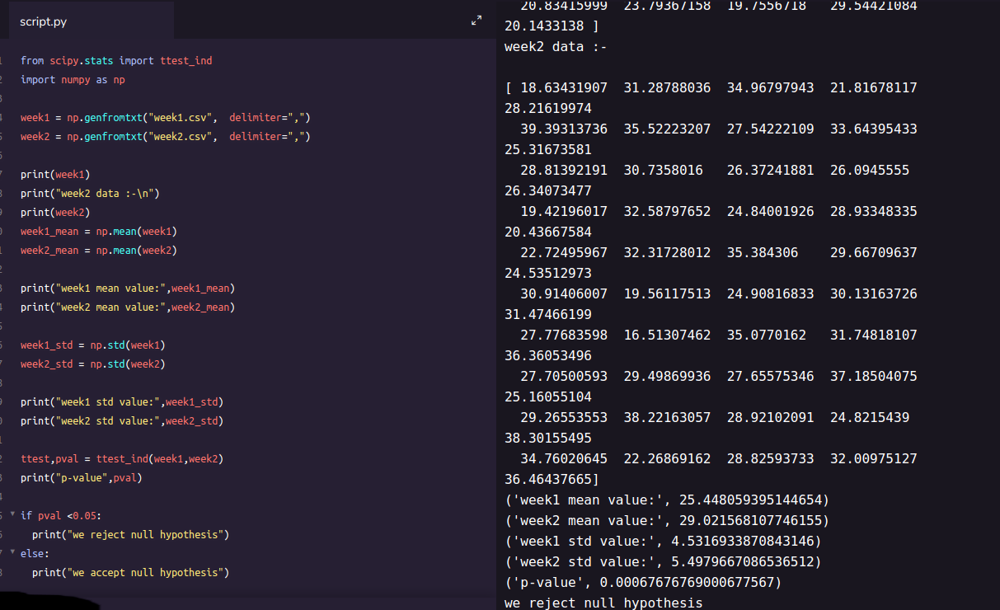 script.py
from scipy.stats import ttest_ind
import numpy as np
week1 = np.genfromtxt("week1.csv",  delimiter=",")
week2 = np.genfromtxt("week2.csv",  delimiter=",")
print(week1)
print("week2 data :-\n")
print(week2)
week1_mean = np.mean(week1)
week2_mean = np.mean(week2)
print("week1 mean value:",week1_mean)
print("week2 mean value:",week2_mean)
week1_std = np.std(week1)
week2_std = np.std(week2)
print("week1 std value:",week1_std)
print("week2 std value:",week2_std)
ttest,pval = ttest_ind(week1,week2)
print("p-value",pval)
if pval <0.05:
  print("we reject null hypothesis")
else:
  print("we accept null hypothesis")
20.83415999  23.79367158  19.7556718   29.54421084
20.1433138 ]
week2 data :-
[ 18.63431907  31.28788036  34.96797943  21.81678117
28.21619974
  39.39313736  35.52223207  27.54222109  33.64395433
25.31673581
  28.81392191  30.7358016   26.37241881  26.0945555
26.34073477
  19.42196017  32.58797652  24.84001926  28.93348335
20.43667584
  22.72495967  32.31728012  35.384306    29.66709637
24.53512973
  30.91406007  19.56117513  24.90816833  30.13163726
31.47466199
  27.77683598  16.51307462  35.0770162   31.74818107
36.36053496
  27.70500593  29.49869936  27.65575346  37.18504075
25.16055104
  29.26553553  38.22163057  28.92102091  24.8215439
38.30155495
  34.76020645  22.26869162  28.82593733  32.00975127
36.46437665]
('week1 mean value:', 25.448059395144654)
('week2 mean value:', 29.021568107746155)
('week1 std value:', 4.5316933870843146)
('week2 std value:', 5.4979667086536512)
('p-value', 0.00067676769000677567)
we reject null hypothesis